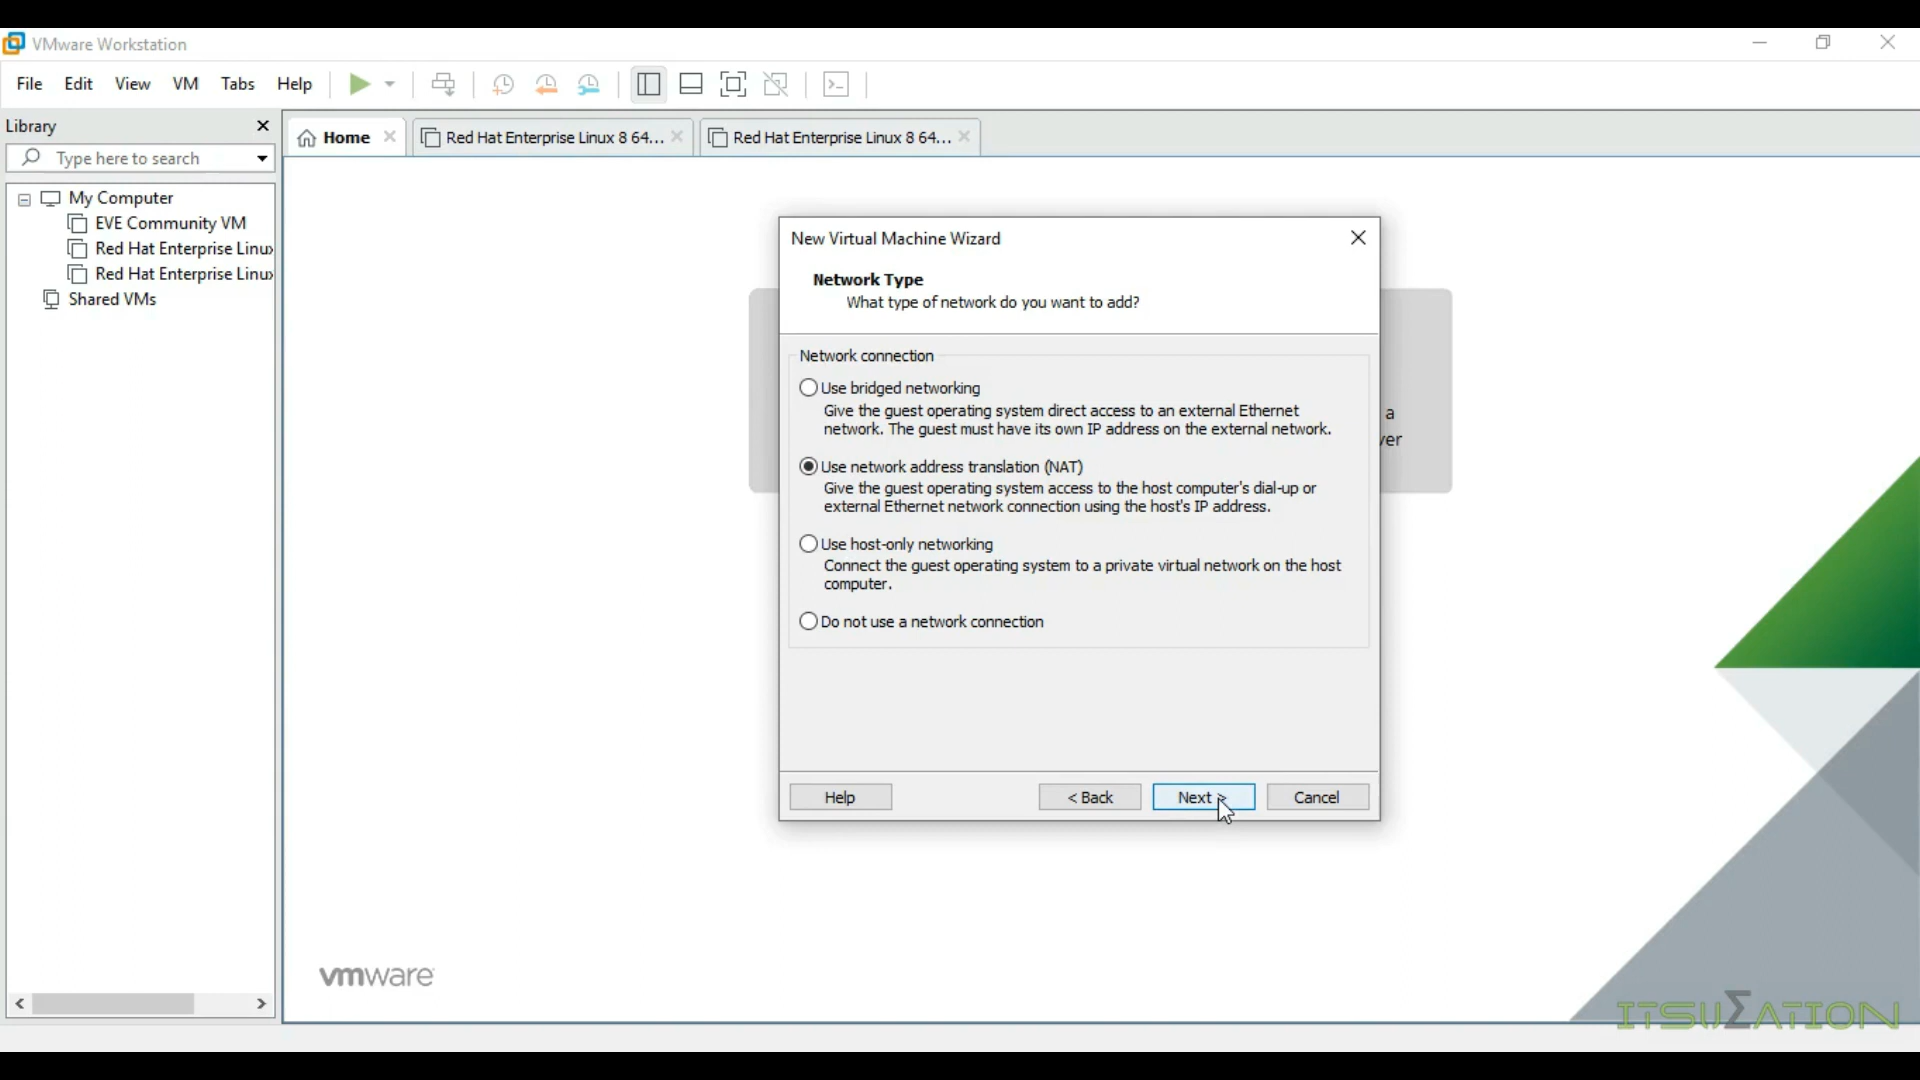 VMware Workstation
File Edit View VM Tabs Help
Library
Type here to search
Home
Red Hat Enterprise Linux 8 64...
Red Hat Enterprise Linux 8 64...
My Computer
EVE Community VM
Red Hat Enterprise Linux
Red Hat Enterprise Linux
Shared VMs
New Virtual Machine Wizard
Network Type
What type of network do you want to add?
Network connection
Use bridged networking
Give the guest operating system direct access to an external Ethernet
network. The guest must have its own IP address on the external network.
Use network address translation (NAT)
Give the guest operating system access to the host computer's dial-up or
external Ethernet network connection using the host's IP address.
Use host-only networking
Connect the guest operating system to a private virtual network on the host
computer.
Do not use a network connection
a
ver
Help
< Back
Next >
Cancel
vmware
ITSUΣATION